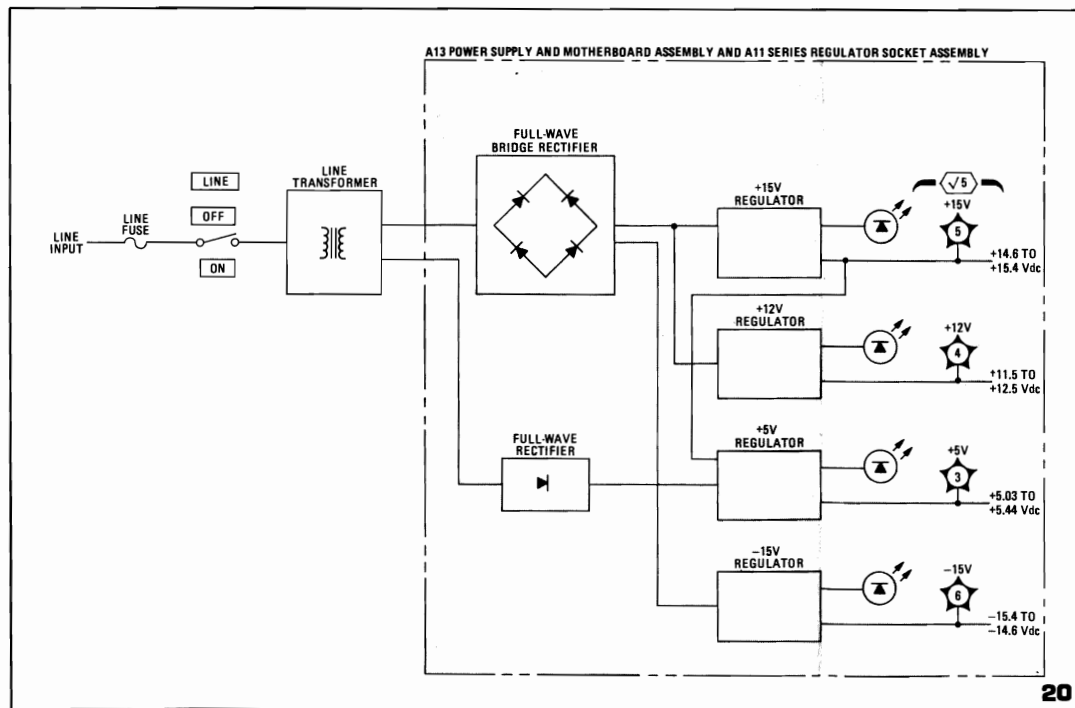 A13 POWER SUPPLY AND MOTHERBOARD ASSEMBLY AND A11 SERIES REGULATOR SOCKET ASSEMBLY
LINE
INPUT
LINE
FUSE
LINE
OFF
ON
LINE
TRANSFORMER
FULL-WAVE
BRIDGE RECTIFIER
FULL-WAVE
RECTIFIER
+15V
REGULATOR
√5
+15V
5
+14.6 TO
+15.4 Vdc
+12V
REGULATOR
+12V
4
+11.5 TO
+12.5 Vdc
+5V
REGULATOR
+5V
3
+5.03 TO
+5.44 Vdc
−15V
REGULATOR
−15V
6
−15.4 TO
−14.6 Vdc
20